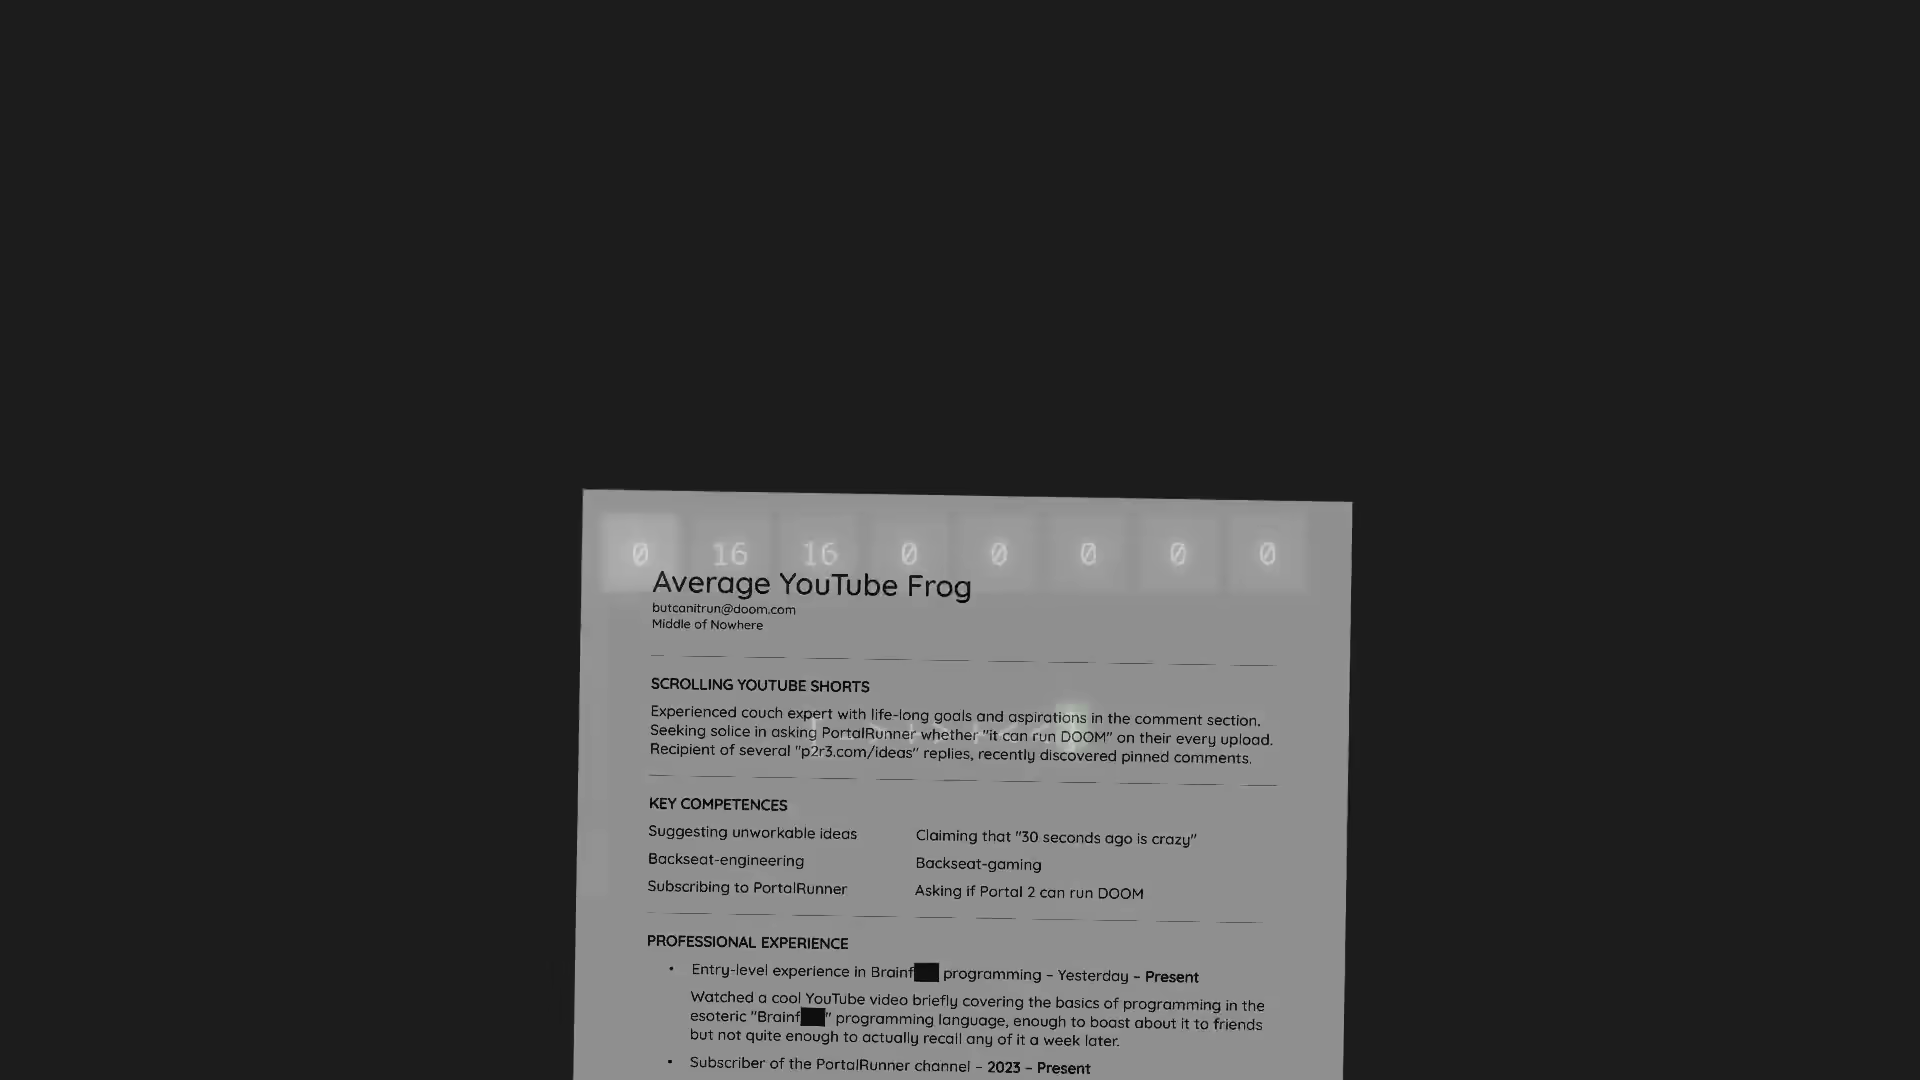 0 16 16 0 0 0 0 0
Average YouTube Frog
butcanitrun@doom.com
Middle of Nowhere
SCROLLING YOUTUBE SHORTS
Experienced couch expert with life-long goals and aspirations in the comment section.
Seeking solice in asking PortalRunner whether "it can run DOOM" on their every upload.
Recipient of several "p2r3.com/ideas" replies, recently discovered pinned comments.
KEY COMPETENCES
Suggesting unworkable ideas Claiming that "30 seconds ago is crazy"
Backseat-engineering Backseat-gaming
Subscribing to PortalRunner Asking if Portal 2 can run DOOM
PROFESSIONAL EXPERIENCE
• Entry-level experience in Brainf programming – Yesterday – Present
Watched a cool YouTube video briefly covering the basics of programming in the
esoteric "Brainf " programming language, enough to boast about it to friends
but not quite enough to actually recall any of it a week later.
• Subscriber of the PortalRunner channel – 2023 – Present